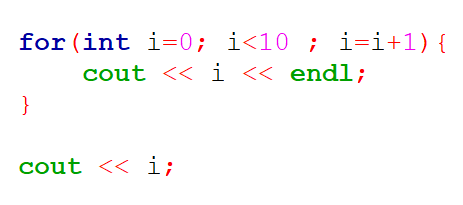 for(int i=0; i<10 ; i=i+1){
    cout << i << endl;
}
cout << i;